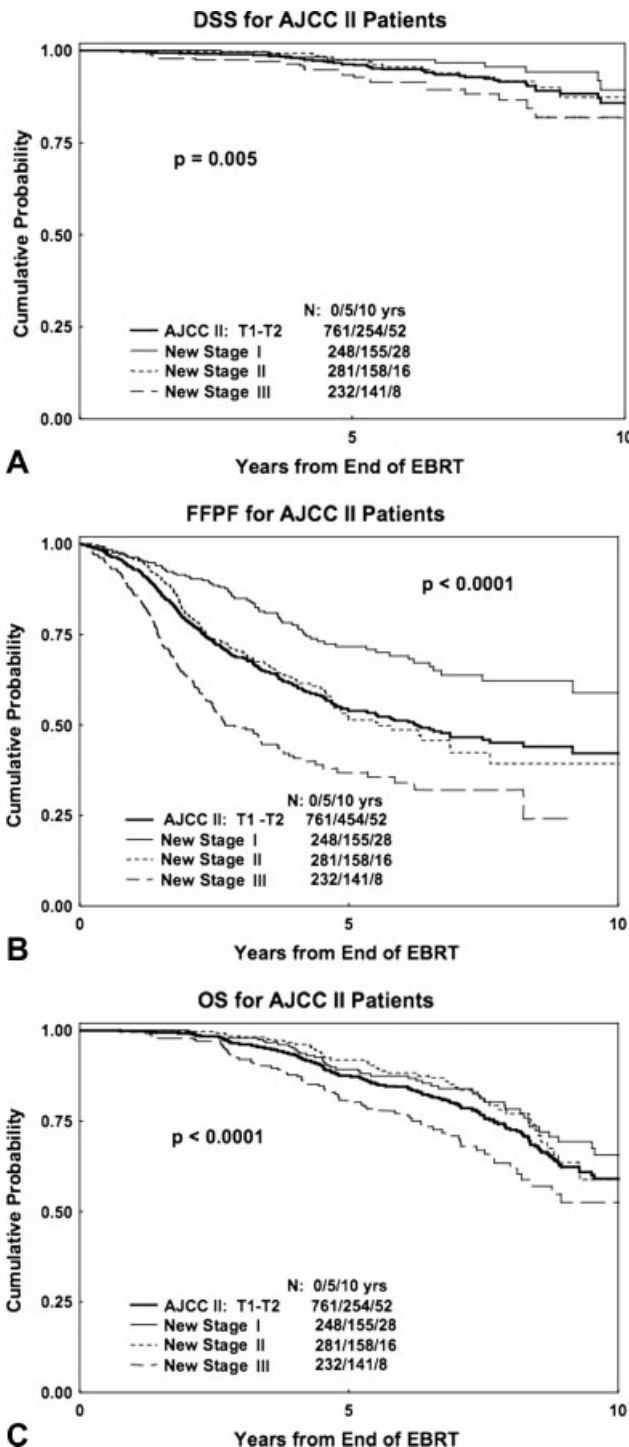 DSS for AJCC II Patients
1.00
0.75
0.50
0.25
0.00
Cumulative Probability
p = 0.005
N: 0/5/10 yrs
AJCC II: T1-T2 761/254/52
New Stage I 248/155/28
New Stage II 281/158/16
New Stage III 232/141/8
5 10
A
Years from End of EBRT
FFPF for AJCC II Patients
1.00
0.75
0.50
0.25
0.00
Cumulative Probability
p < 0.0001
N: 0/5/10 yrs
AJCC II: T1 -T2 761/454/52
New Stage I 248/155/28
New Stage II 281/158/16
New Stage III 232/141/8
0 5 10
B
Years from End of EBRT
OS for AJCC II Patients
1.00
0.75
0.50
0.25
0.00
Cumulative Probability
p < 0.0001
N: 0/5/10 yrs
AJCC II: T1-T2 761/254/52
New Stage I 248/155/28
New Stage II 281/158/16
New Stage III 232/141/8
0 5 10
C
Years from End of EBRT